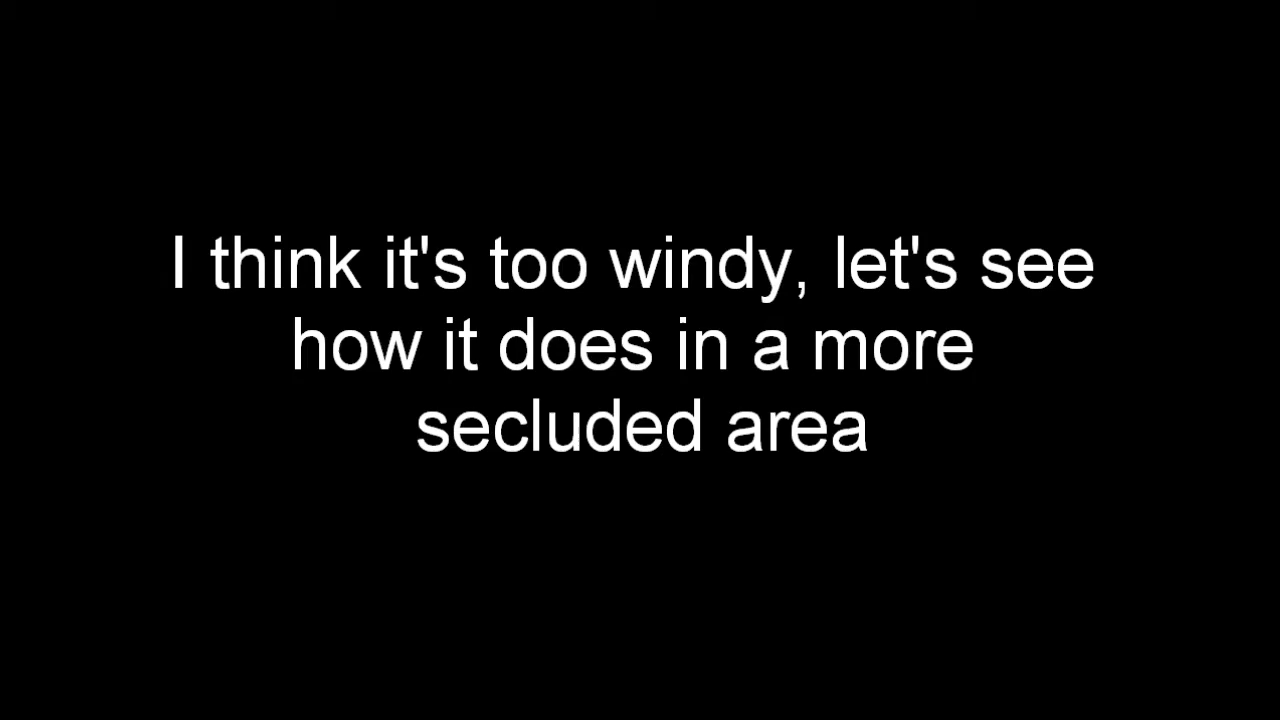 I think it's too windy, let's see
how it does in a more
secluded area